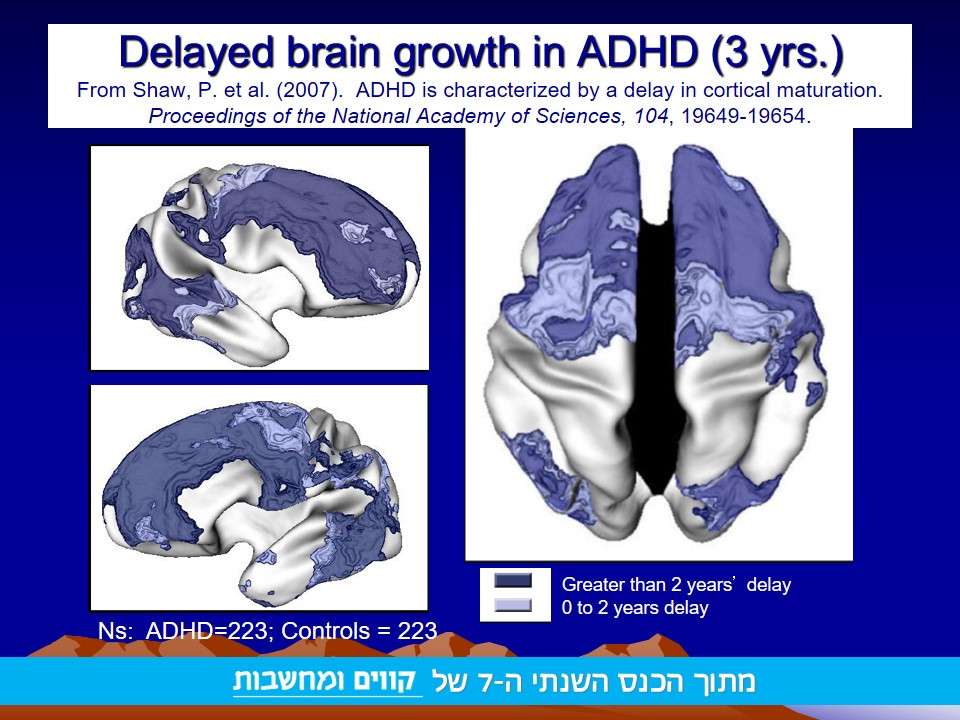 Delayed brain growth in ADHD (3 yrs.)
From Shaw, P. et al. (2007).  ADHD is characterized by a delay in cortical maturation.
Proceedings of the National Academy of Sciences, 104, 19649-19654.
Greater than 2 years’ delay
0 to 2 years delay
Ns:  ADHD=223; Controls = 223
מתוך הכנס השנתי ה-7 של קווים ומחשבות